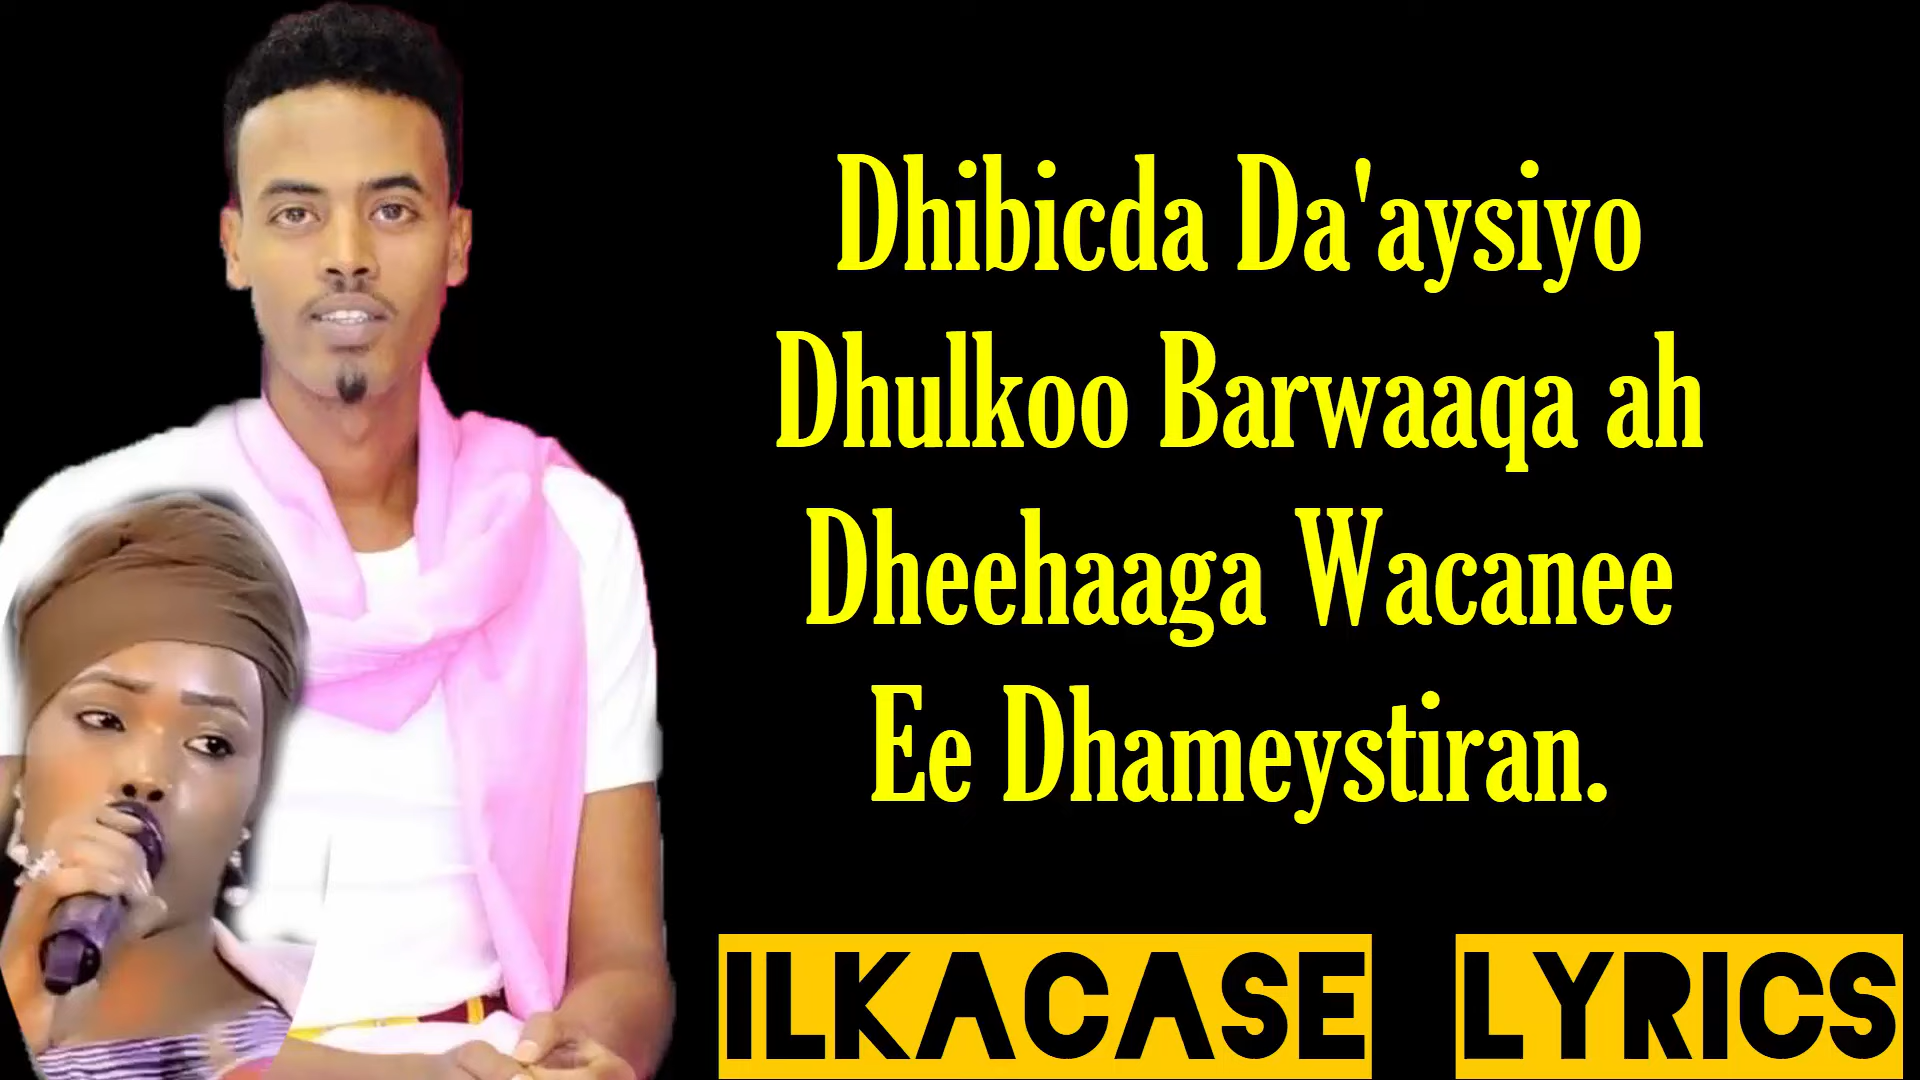 Dhibicda Da'aysiyo
Dhulkoo Barwaaqa ah
Dheehaaga Wacanee
Ee Dhameystiran.
ILKACASE LYRICS